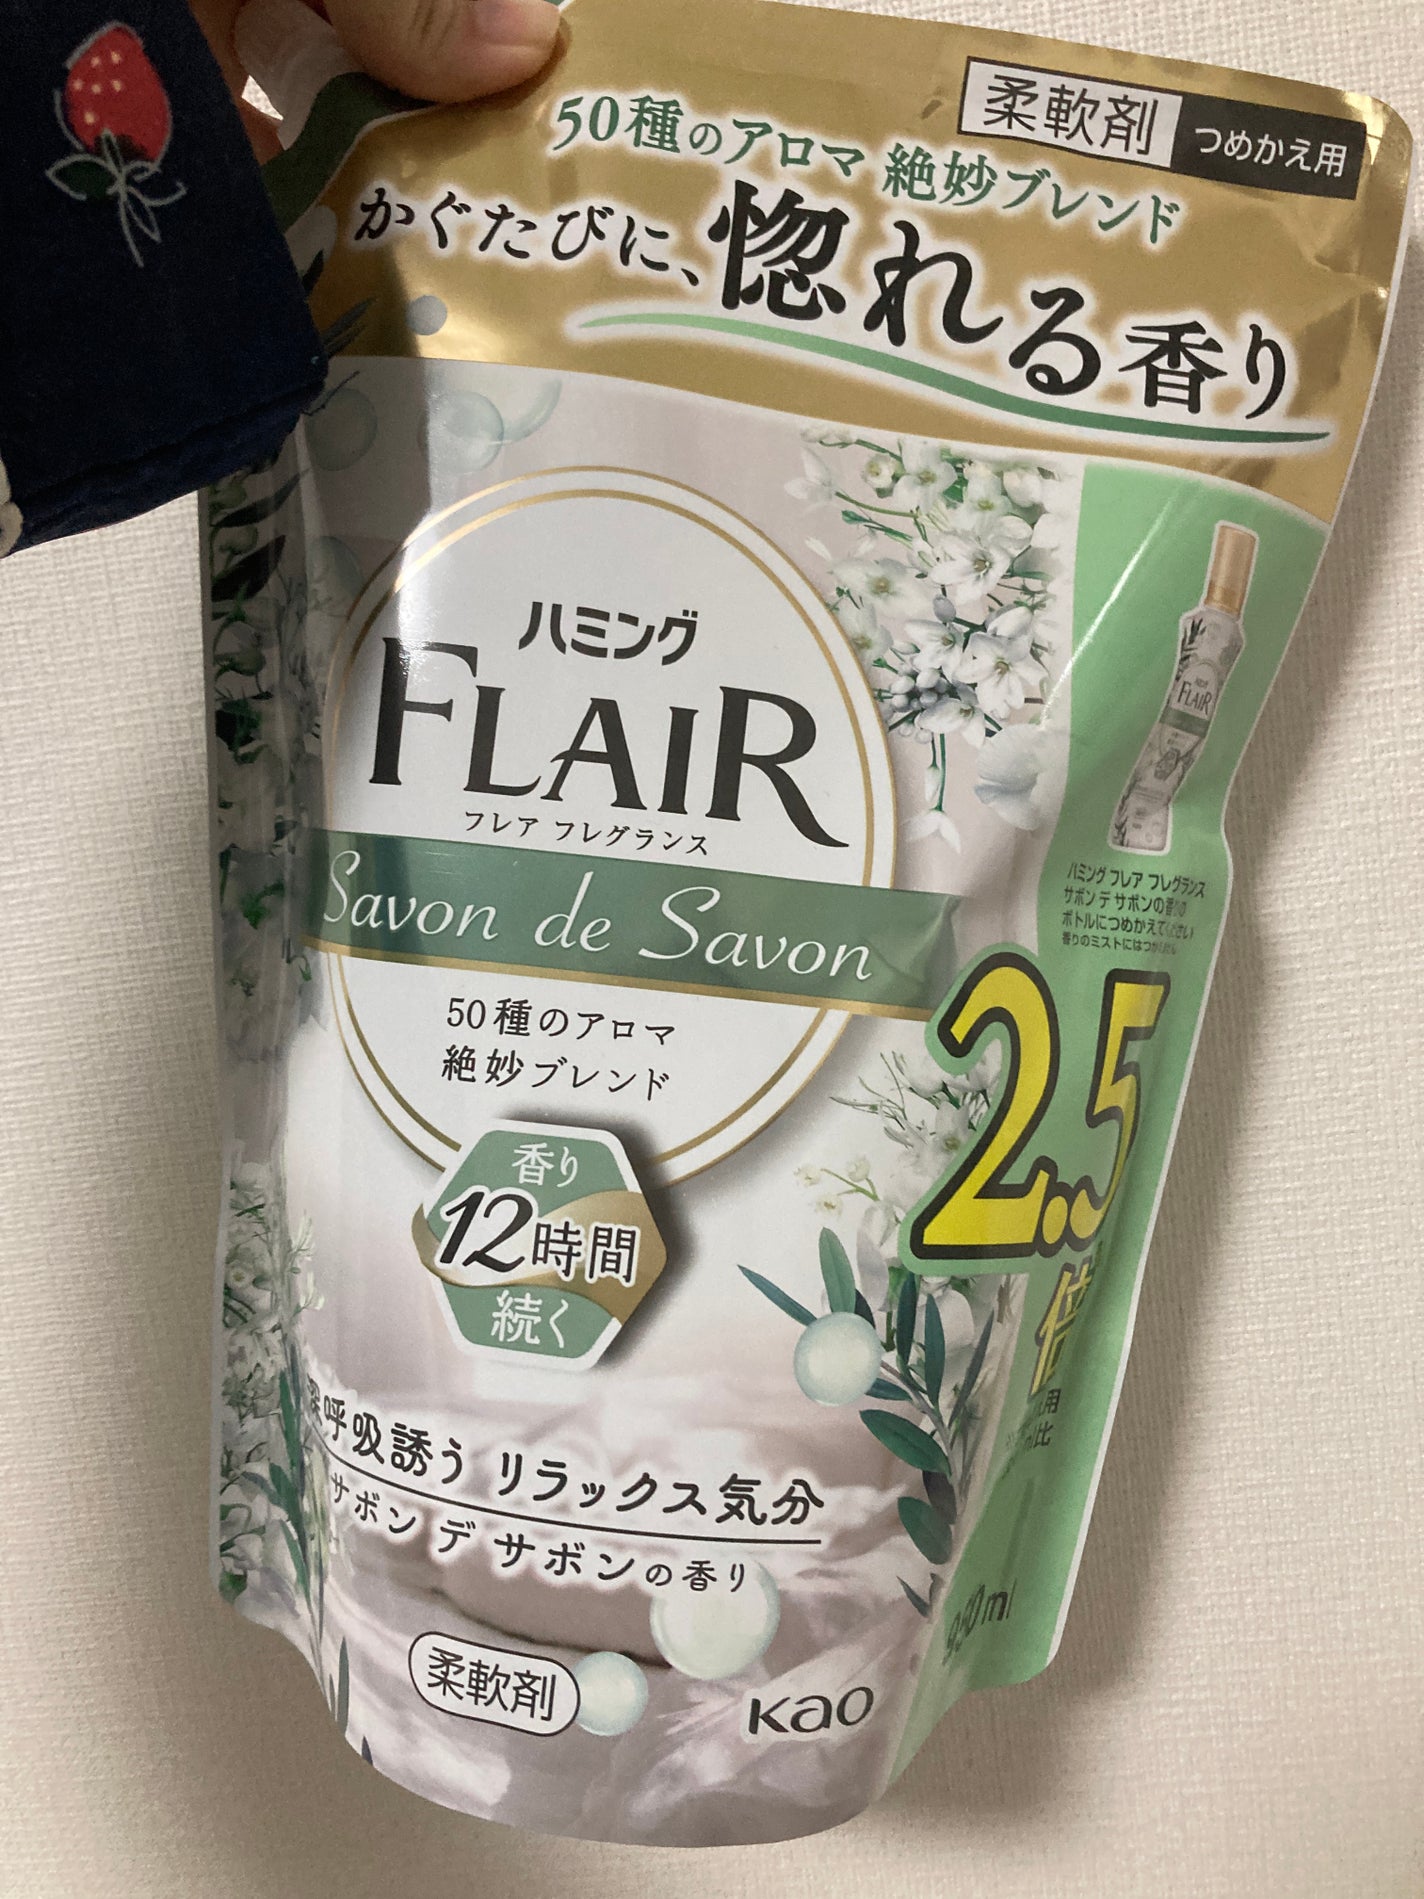 柔軟剤 つめかえ用
50種のアロマ 絶妙ブレンド
かぐたびに、惚れる香り
ハミング
FLAIR
フレア フレグランス
Savon de Savon
50種のアロマ
絶妙ブレンド
香り
12時間
続く
深呼吸誘う リラックス気分
サボン デ サボンの香り
柔軟剤
Kao
FLAIR
ハミング フレア フレグランス
サボン デ サボンの香りの
ボトルにつめかえてください
香りのミストには
2.5
倍
用
比
950ml